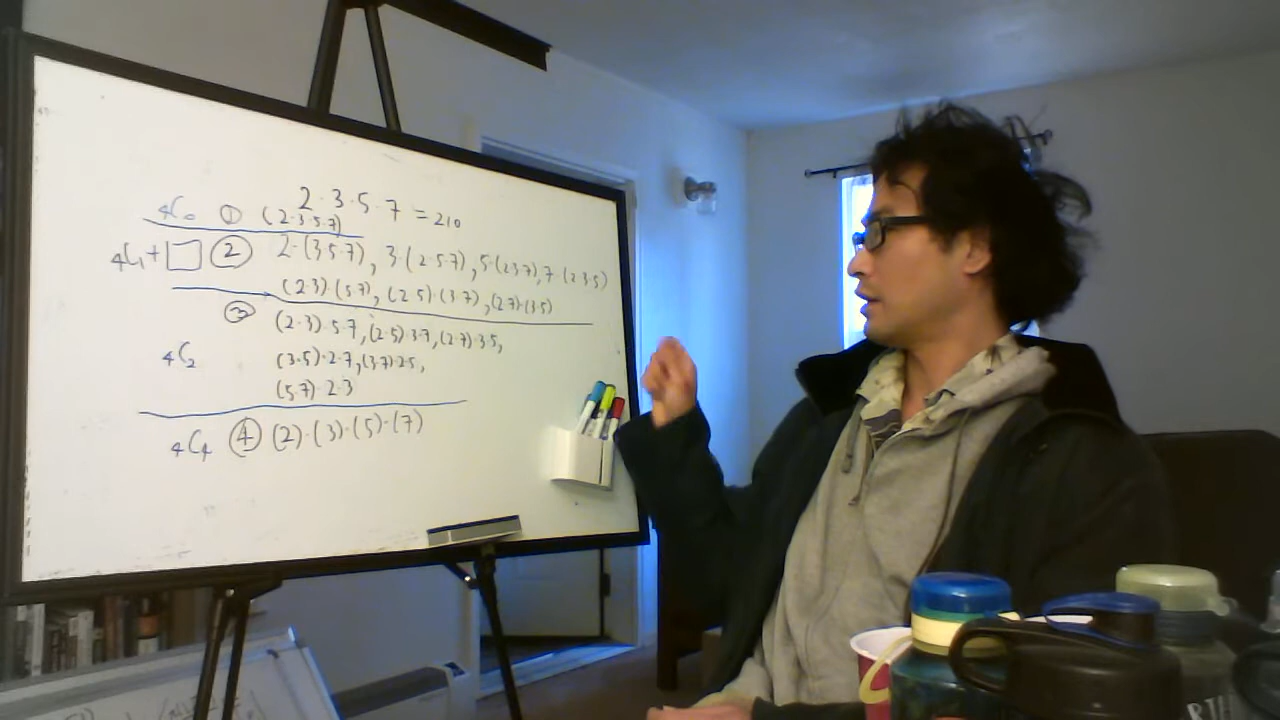 2·3·5·7 = 210
4C0 ① (2·3·5·7)
4C1+□ ② 2·(3·5·7), 3·(2·5·7), 5·(2·3·7), 7·(2·3·5)
(2·3)·(5·7), (2·5)·(3·7), (2·7)·(3·5)
③ (2·3)·5·7, (2·5)·3·7, (2·7)·3·5,
4C2 (3·5)·2·7, (3·7)·2·5,
(5·7)·2·3
4C4 ④ (2)·(3)·(5)·(7)